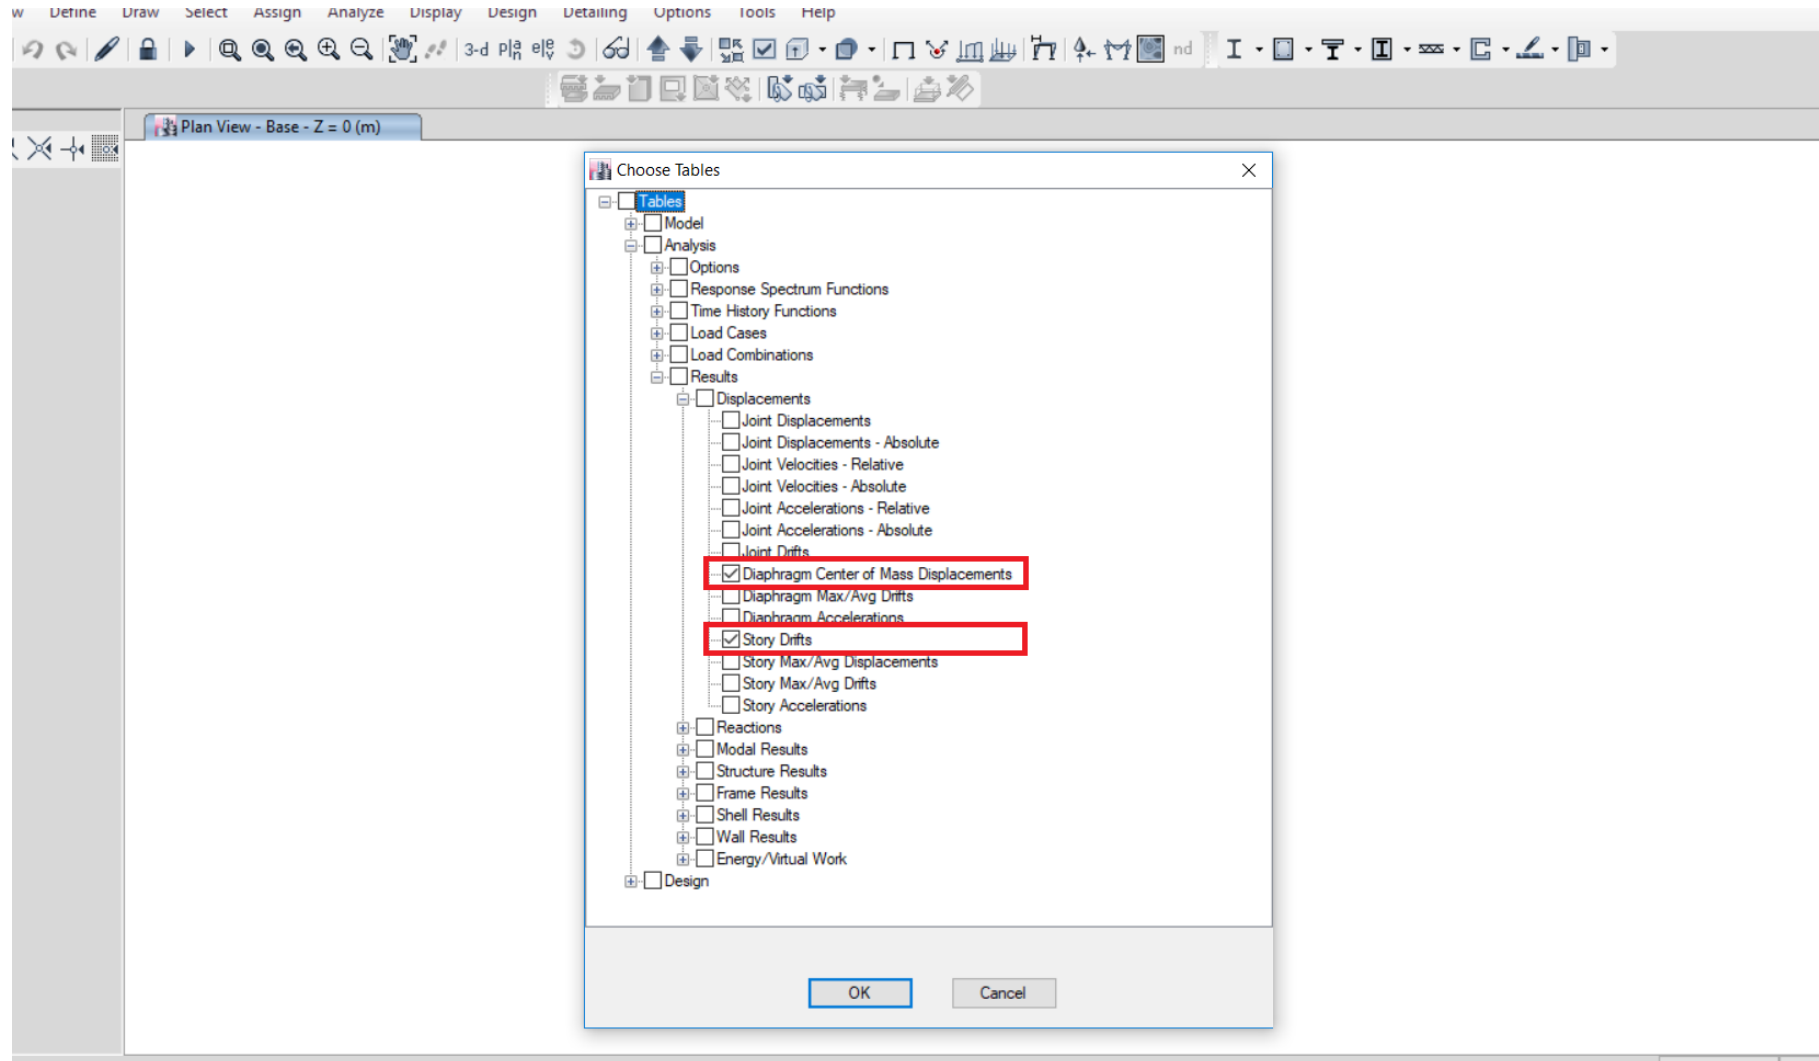 w Define Draw Select Assign Analyze Display Design Detailing Options Tools Help
3-d nd
Plan View - Base - Z = 0 (m)
Choose Tables
Tables
Model
Analysis
Options
Response Spectrum Functions
Time History Functions
Load Cases
Load Combinations
Results
Displacements
Joint Displacements
Joint Displacements - Absolute
Joint Velocities - Relative
Joint Velocities - Absolute
Joint Accelerations - Relative
Joint Accelerations - Absolute
Joint Drifts
Diaphragm Center of Mass Displacements
Diaphragm Max/Avg Drifts
Diaphragm Accelerations
Story Drifts
Story Max/Avg Displacements
Story Max/Avg Drifts
Story Accelerations
Reactions
Modal Results
Structure Results
Frame Results
Shell Results
Wall Results
Energy/Virtual Work
Design
OK Cancel